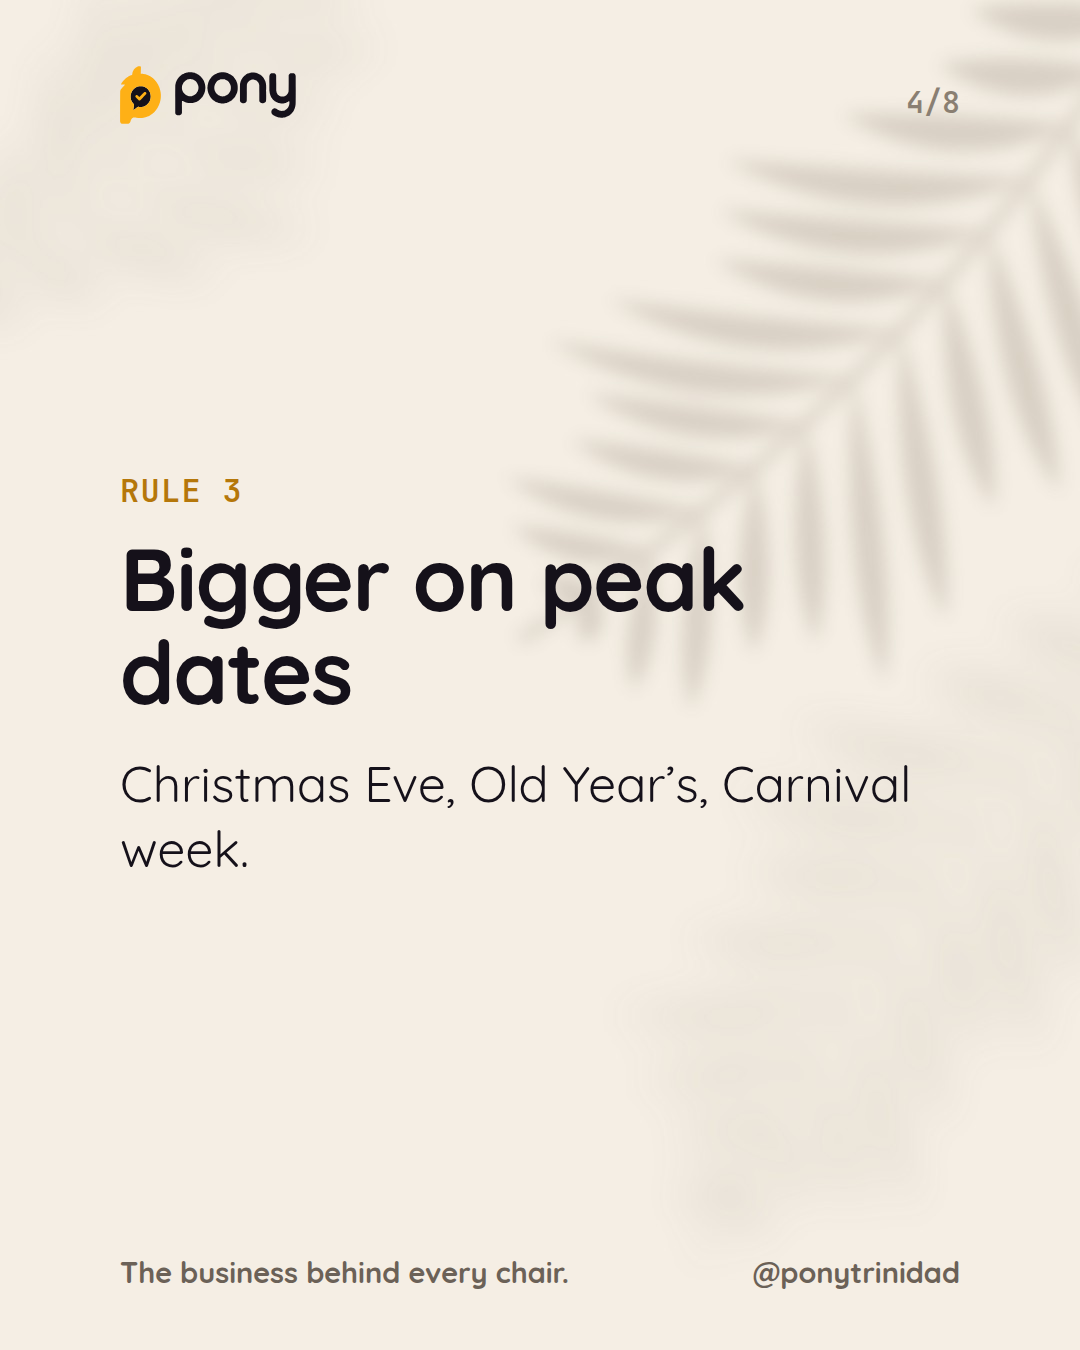 pony
4/8
RULE 3
Bigger on peak
dates
Christmas Eve, Old Year’s, Carnival
week.
The business behind every chair.
@ponytrinidad